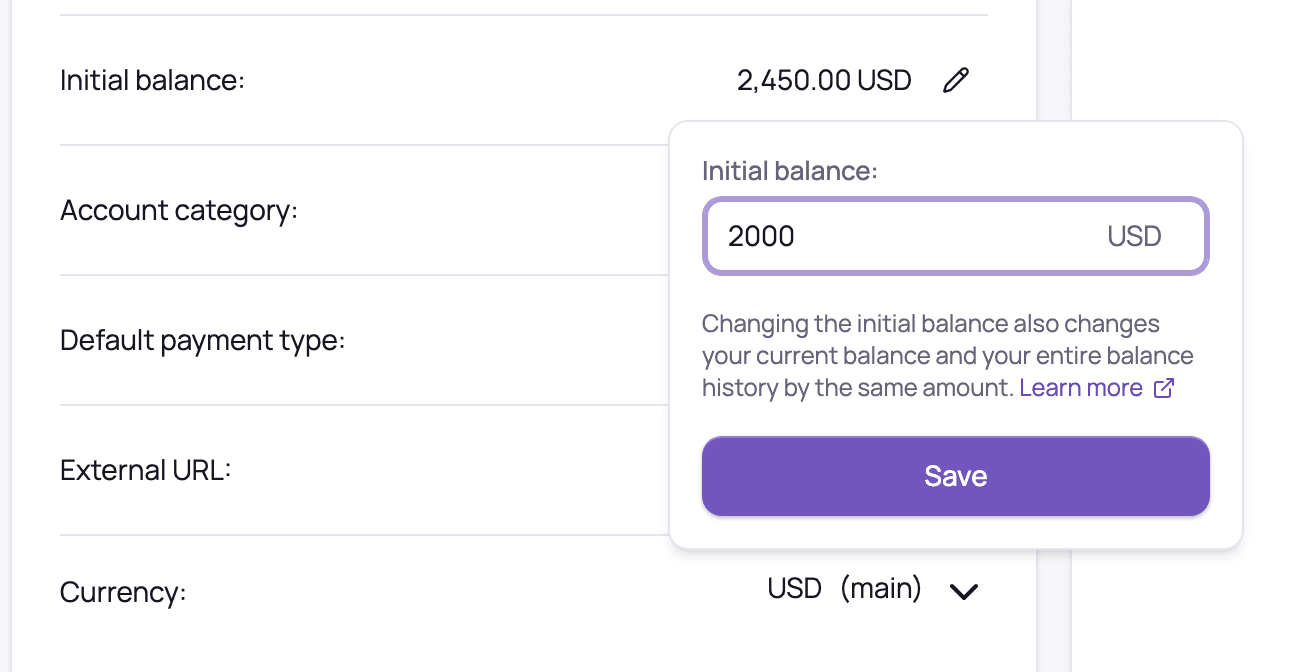 Initial balance: 2,450.00 USD
Initial balance:
2000 USD
Changing the initial balance also changes
your current balance and your entire balance
history by the same amount. Learn more
Save
Account category:
Default payment type:
External URL:
Currency: USD (main)